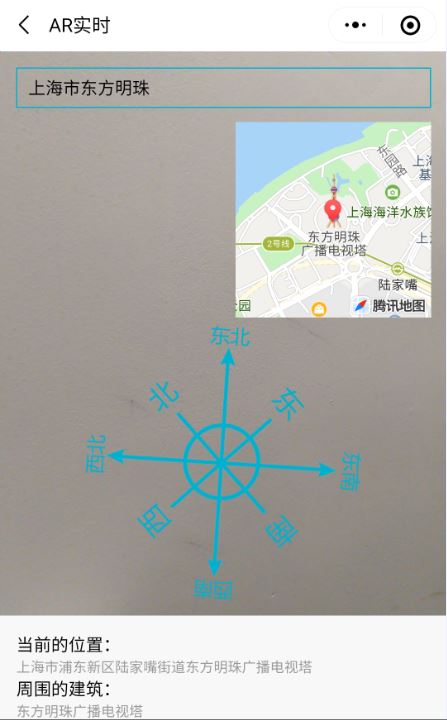 AR实时
上海市东方明珠
东园路
上海
基
上海海洋水族馆
2号线
东方明珠
广播电视塔
上
陆家嘴
公园
腾讯地图
东北
北
东
西北
东南
西
南
西南
当前的位置：
上海市浦东新区陆家嘴街道东方明珠广播电视塔
周围的建筑：
东方明珠广播电视塔